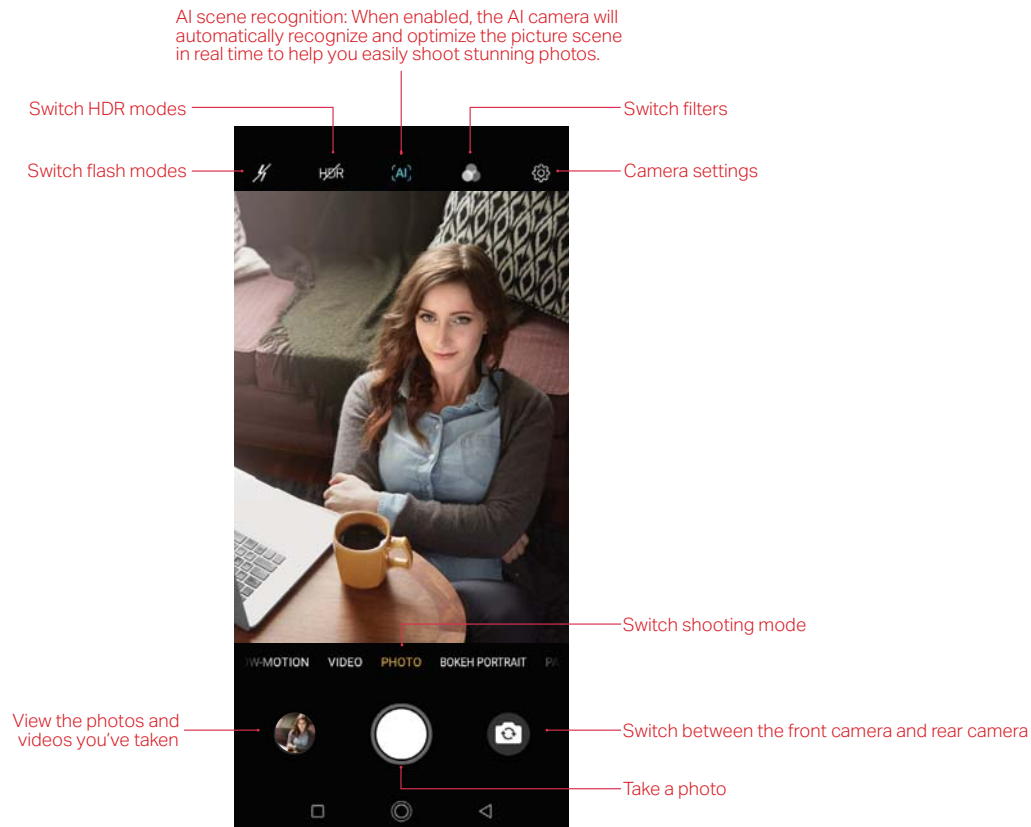 AI scene recognition: When enabled, the AI camera will
automatically recognize and optimize the picture scene
in real time to help you easily shoot stunning photos.
Switch HDR modes
Switch filters
Switch flash modes
HDR
AI
Camera settings
Switch shooting mode
W-MOTION VIDEO PHOTO BOKEH PORTRAIT PA
View the photos and
videos you’ve taken
Switch between the front camera and rear camera
Take a photo